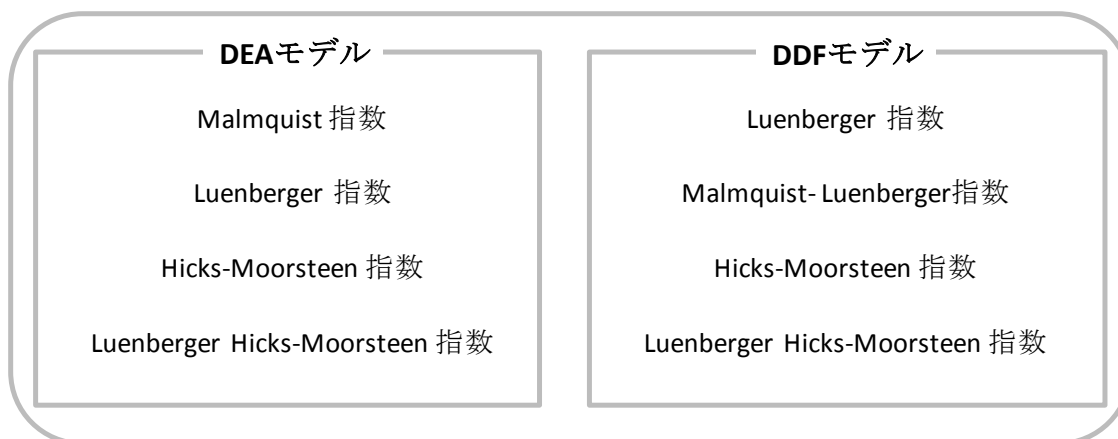 DEAモデル
Malmquist 指数
Luenberger 指数
Hicks-Moorsteen 指数
Luenberger Hicks-Moorsteen 指数
DDFモデル
Luenberger 指数
Malmquist- Luenberger指数
Hicks-Moorsteen 指数
Luenberger Hicks-Moorsteen 指数